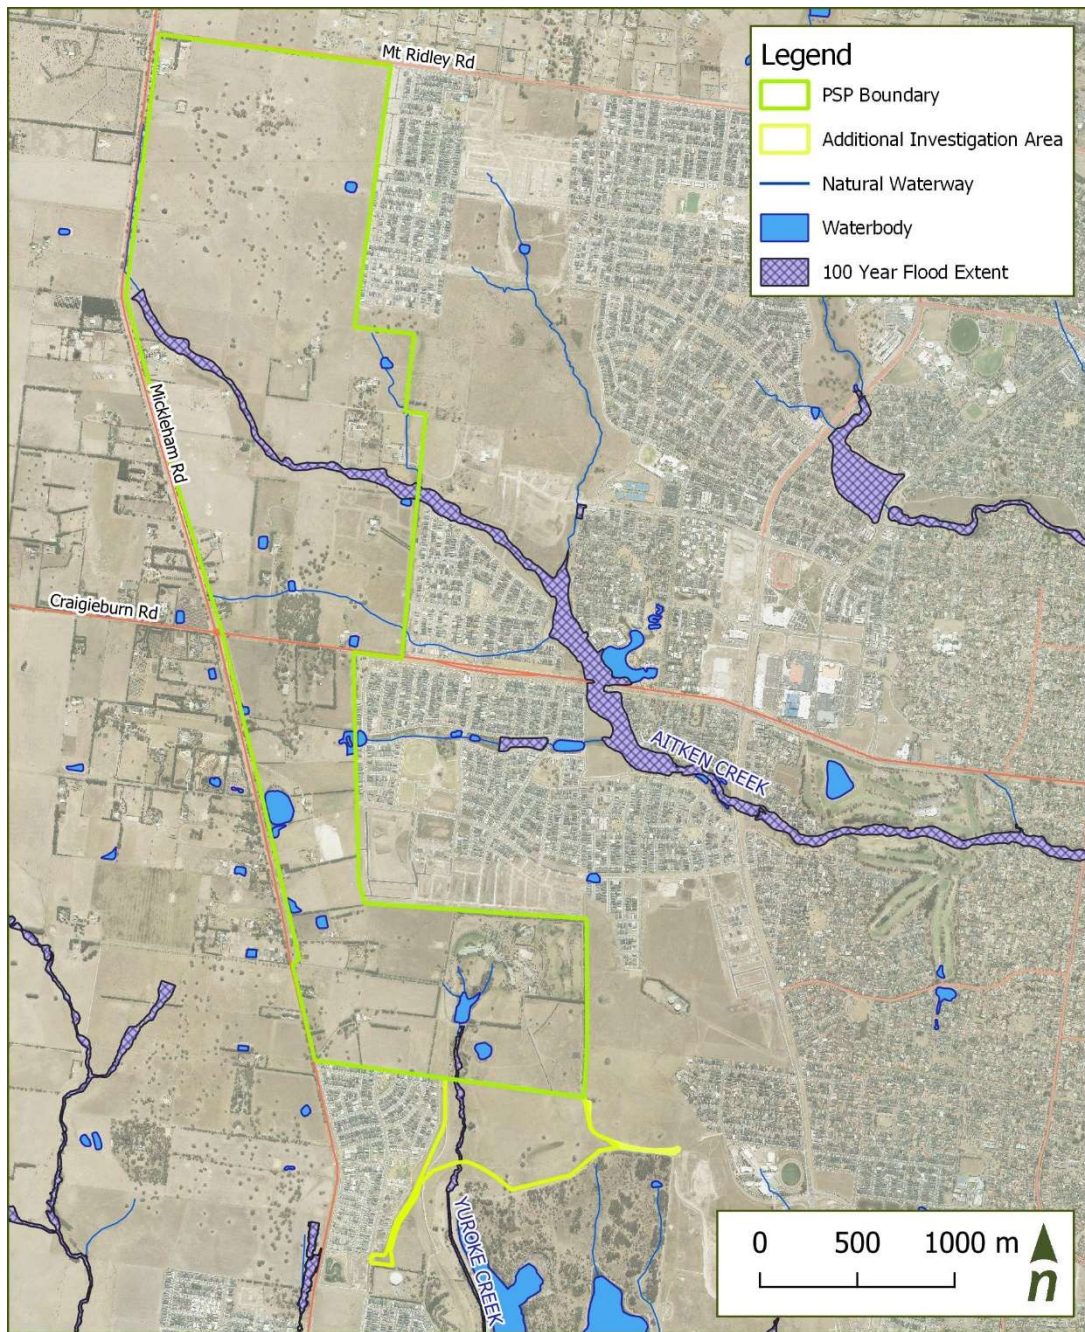 Mt Ridley Rd
Legend
PSP Boundary
Additional Investigation Area
Natural Waterway
Waterbody
100 Year Flood Extent
Mickleham Rd
Craigieburn Rd
AITKEN CREEK
YUROKE CREEK
0 500 1000 m
n